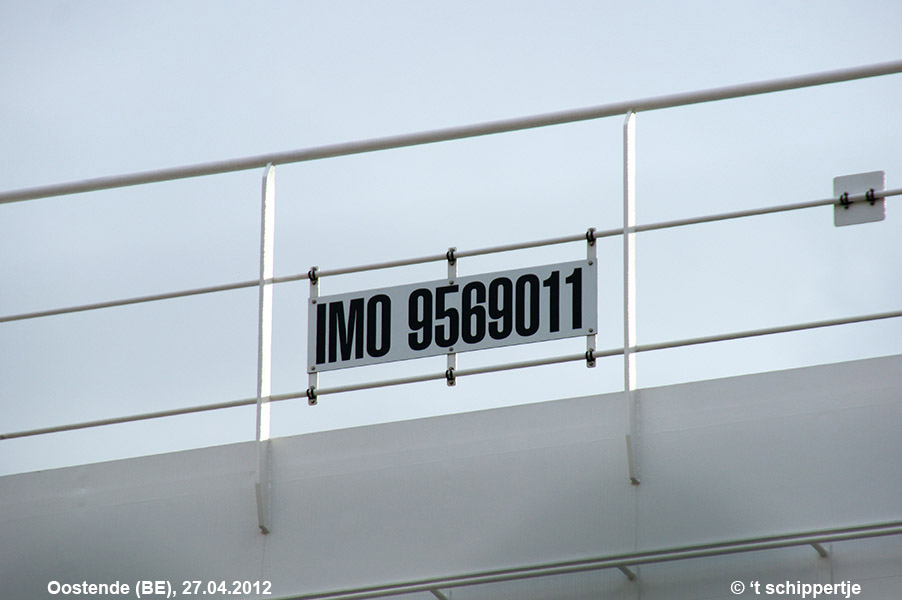 IMO 9569011
Oostende (BE), 27.04.2012
© 't schippertje